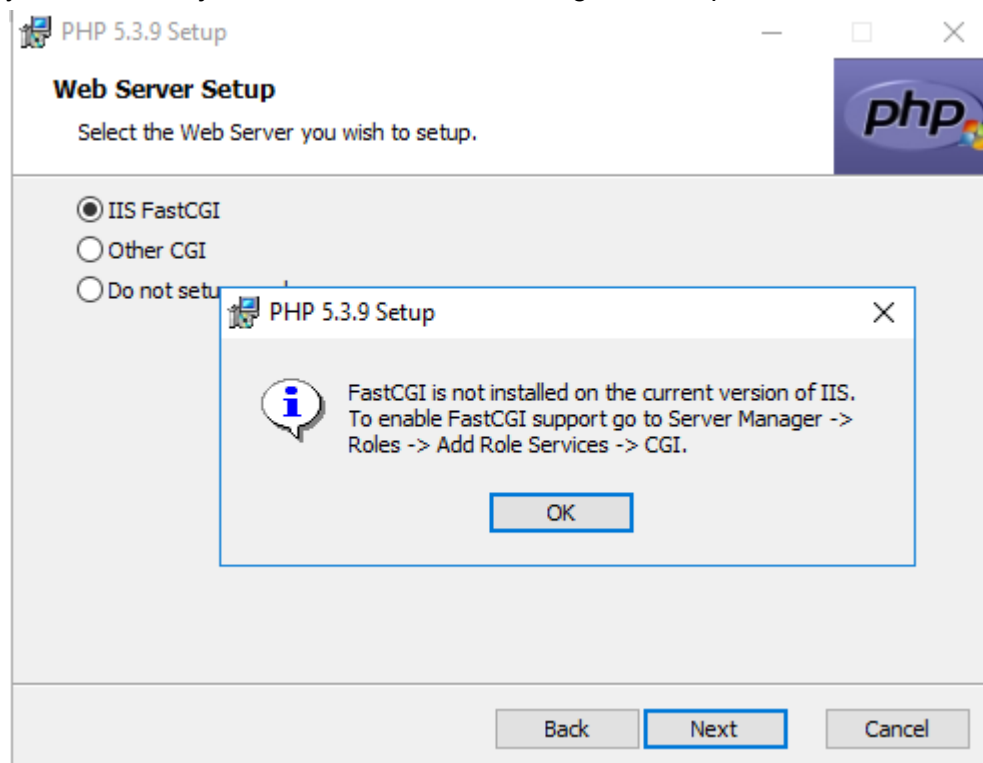 PHP 5.3.9 Setup
Web Server Setup
Select the Web Server you wish to setup.
php
IIS FastCGI
Other CGI
Do not setu
PHP 5.3.9 Setup
FastCGI is not installed on the current version of IIS.
To enable FastCGI support go to Server Manager ->
Roles -> Add Role Services -> CGI.
OK
Back
Next
Cancel